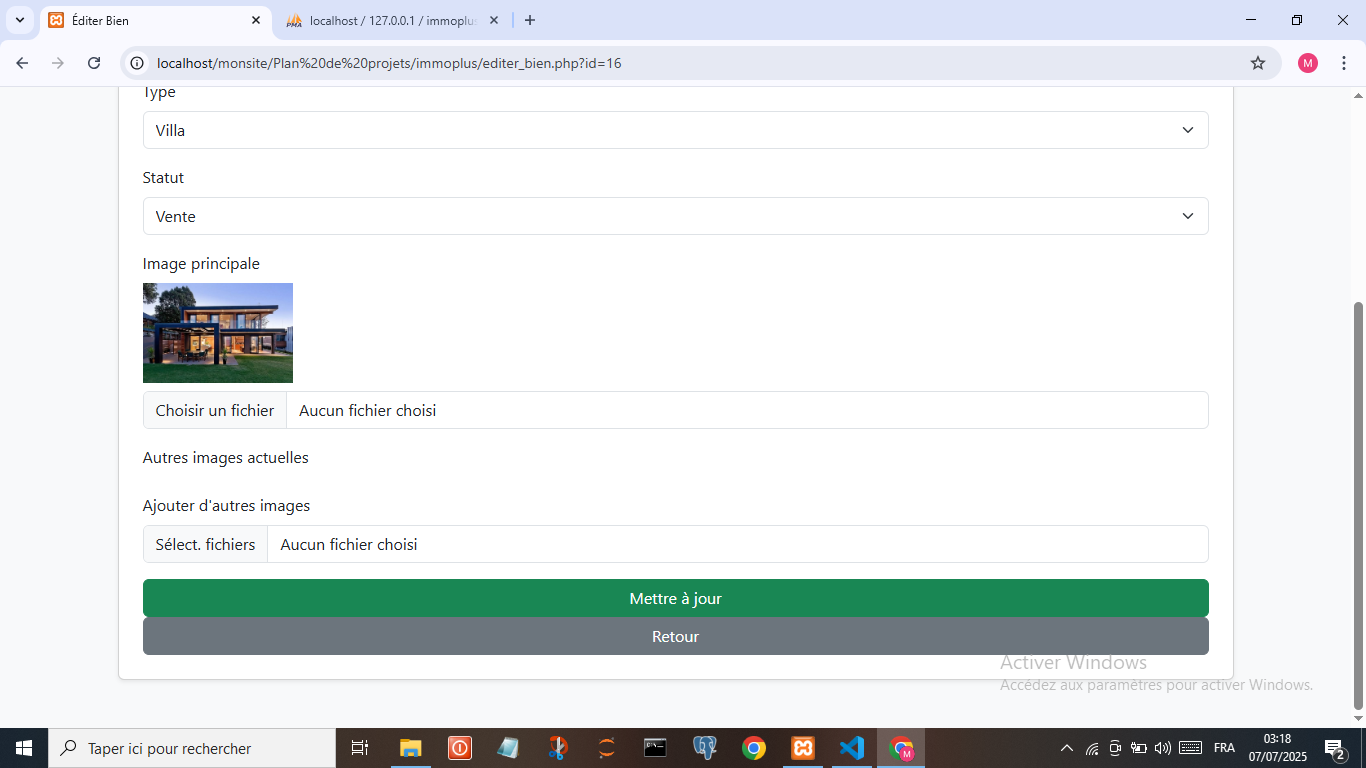 Éditer Bien
localhost / 127.0.0.1 / immoplus
localhost/monsite/Plan%20de%20projets/immoplus/editer_bien.php?id=16
M
Type
Villa
Statut
Vente
Image principale
Choisir un fichier Aucun fichier choisi
Autres images actuelles
Ajouter d'autres images
Sélect. fichiers Aucun fichier choisi
Mettre à jour
Retour
Activer Windows
Accédez aux paramètres pour activer Windows.
Taper ici pour rechercher
M
FRA
03:18
07/07/2025
2